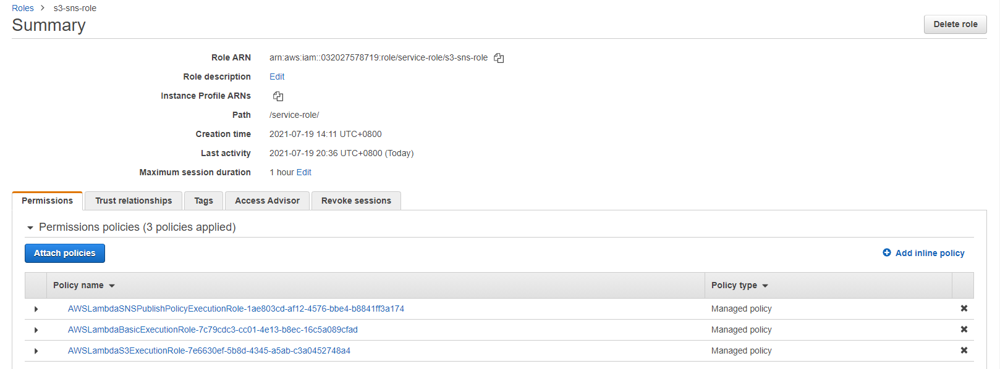 Roles > s3-sns-role
Summary
Delete role
Role ARN arn:aws:iam::032027578719:role/service-role/s3-sns-role
Role description Edit
Instance Profile ARNs
Path /service-role/
Creation time 2021-07-19 14:11 UTC+0800
Last activity 2021-07-19 20:36 UTC+0800 (Today)
Maximum session duration 1 hour Edit
Permissions Trust relationships Tags Access Advisor Revoke sessions
Permissions policies (3 policies applied)
Attach policies Add inline policy
Policy name Policy type
AWSLambdaSNSPublishPolicyExecutionRole-1ae803cd-af12-4576-bbe4-b8841ff3a174 Managed policy
AWSLambdaBasicExecutionRole-7c79cdc3-cc01-4e13-b8ec-16c5a089cfad Managed policy
AWSLambdaS3ExecutionRole-7e6630ef-5b8d-4345-a5ab-c3a0452748a4 Managed policy